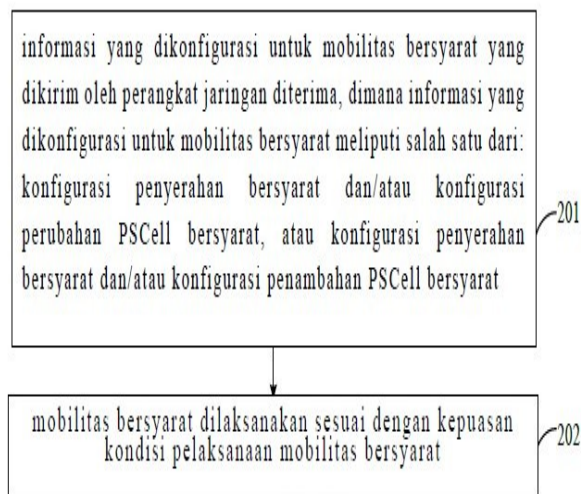 informasi yang dikonfigurasi untuk mobilitas bersyarat yang
dikirim oleh perangkat jaringan diterima, dimana informasi yang
dikonfigurasi untuk mobilitas bersyarat meliputi salah satu dari:
konfigurasi penyerahan bersyarat dan/atau konfigurasi
perubahan PSCell bersyarat, atau konfigurasi penyerahan
bersyarat dan/atau konfigurasi penambahan PSCell bersyarat
201
mobilitas bersyarat dilaksanakan sesuai dengan kepuasan
kondisi pelaksanaan mobilitas bersyarat
202